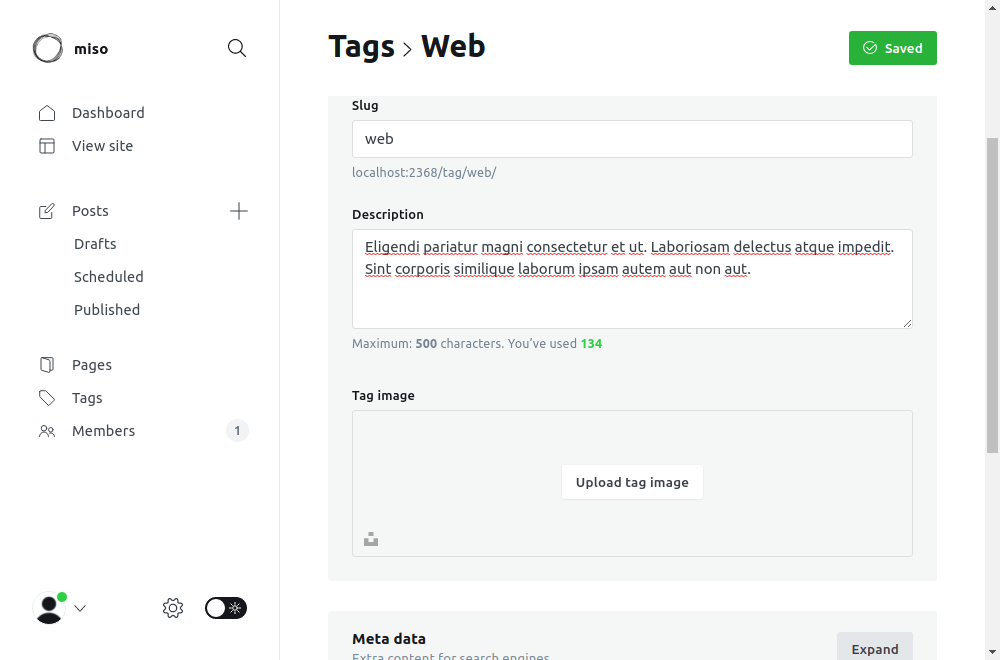 miso
Dashboard
View site
Posts
Drafts
Scheduled
Published
Pages
Tags
Members
1
Tags
Web
Saved
Slug
web
localhost:2368/tag/web/
Description
Eligendi pariatur magni consectetur et ut. Laboriosam delectus atque impedit.
Sint corporis similique laborum ipsam autem aut non aut.
Maximum: 500 characters. You’ve used 134
Tag image
Upload tag image
Meta data
Expand
Extra content for search engines